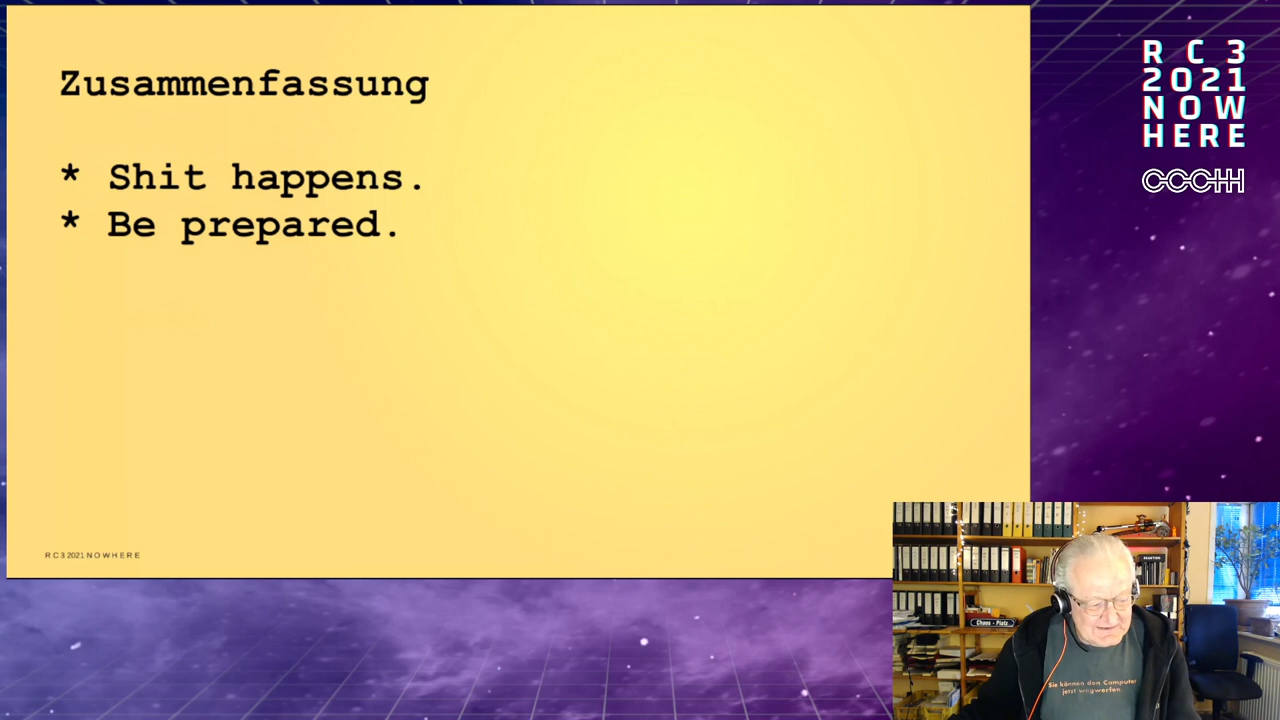 Zusammenfassung
* Shit happens.
* Be prepared.
RC3 2021 NOWHERE
R C 3
2021
NOW
HERE
CCCHH
REAKTION
Chaos - Platz
Sie können den Computer
jetzt wegwerfen